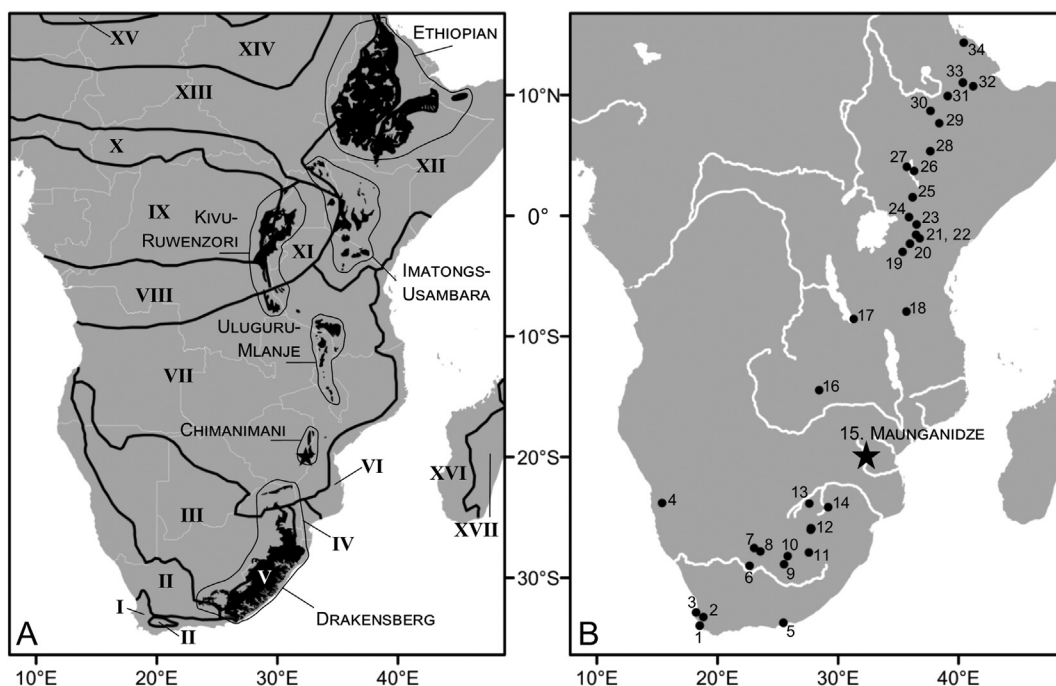 XV
XIV
ETHIOPIAN
XIII
X
XII
IX
KIVU-
RUWENZORI
XI
IMATONGS-
USAMBARA
VIII
ULUGURU-
MLANJE
VII
CHIMANIMANI
VI
XVI
XVII
III
IV
II
V
I
II
DRAKENSBERG
A
10°E
20°E
30°E
40°E
10°N
0°
10°S
20°S
30°S
34
33
32
31
30
29
28
27
26
25
24
23
21, 22
20
19
18
17
16
15. MAUNGANIDZE
4
13
14
12
7
8
10
11
6
9
3
2
1
5
B
10°E
20°E
30°E
40°E